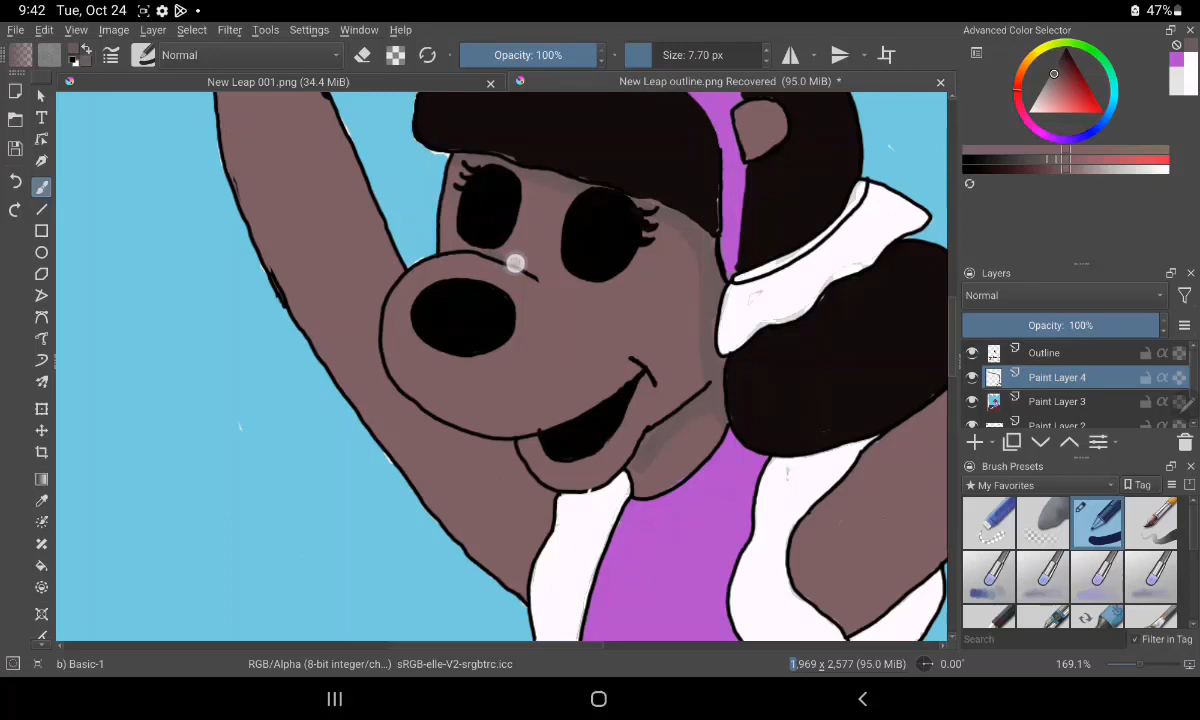 9:42 Tue, Oct 24 47%
File Edit View Image Layer Select Filter Tools Settings Window Help
Normal Opacity: 100% Size: 7.70 px
New Leap 001.png (34.4 MiB) New Leap outline.png Recovered (95.0 MiB) *
Advanced Color Selector
Layers
Normal
Opacity: 100%
Outline
Paint Layer 4
Paint Layer 3
Paint Layer 2
Brush Presets
My Favorites Tag
Search Filter in Tag
b) Basic-1 RGB/Alpha (8-bit integer/ch...) sRGB-elle-V2-srgbtrc.icc 1,969 x 2,577 (95.0 MiB) 0.00° 169.1%